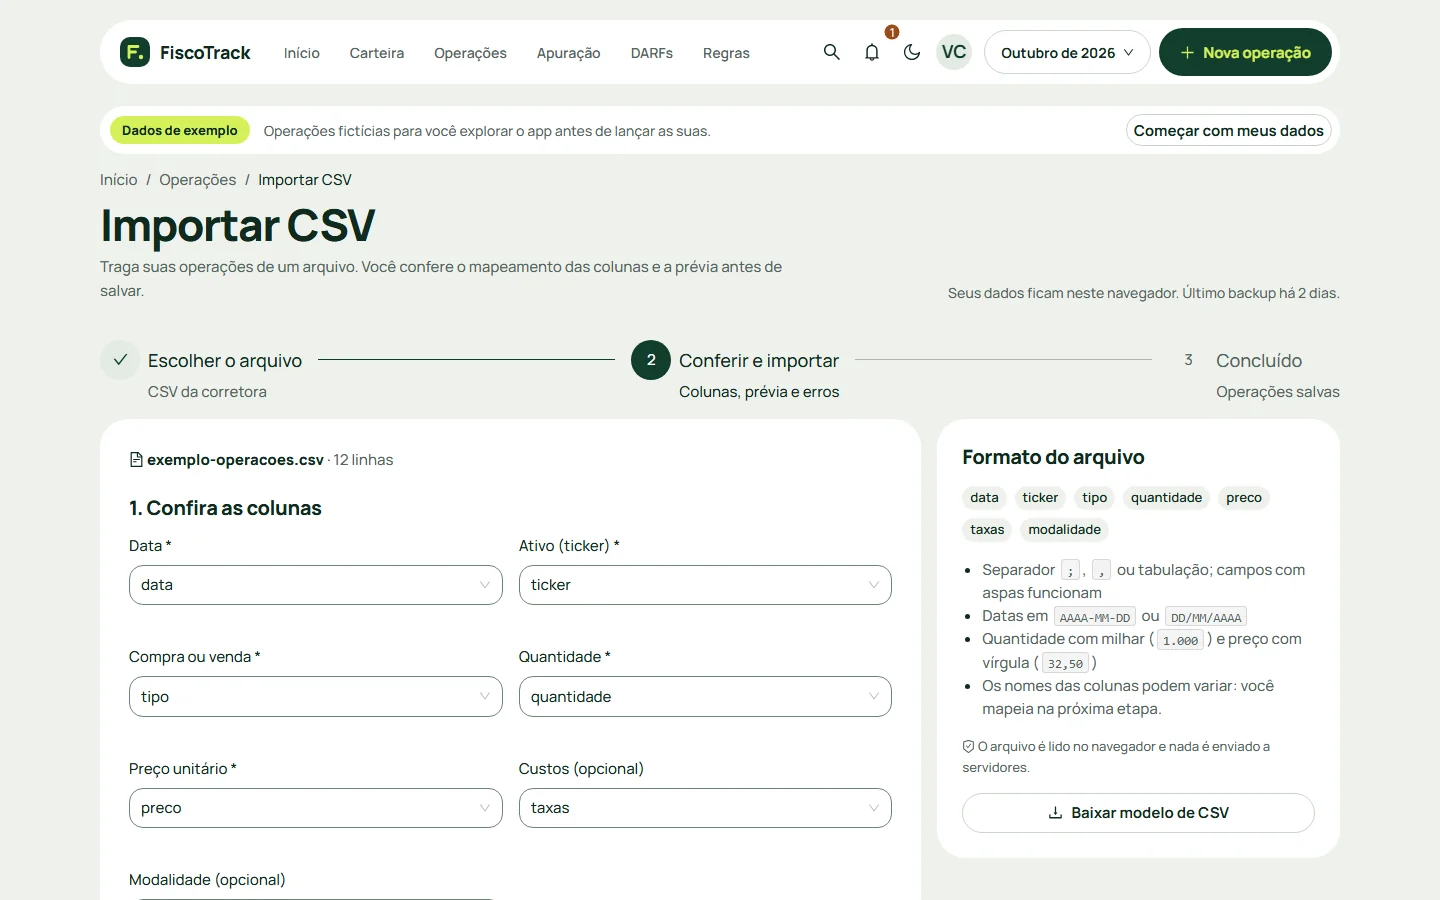 F. FiscoTrack Início Carteira Operações Apuração DARFs Regras 1 VC Outubro de 2026 Nova operação
Dados de exemplo Operações fictícias para você explorar o app antes de lançar as suas. Começar com meus dados
Início / Operações / Importar CSV
Importar CSV
Traga suas operações de um arquivo. Você confere o mapeamento das colunas e a prévia antes de
salvar.
Seus dados ficam neste navegador. Último backup há 2 dias.
Escolher o arquivo
CSV da corretora
2 Conferir e importar
Colunas, prévia e erros
3 Concluído
Operações salvas
exemplo-operacoes.csv · 12 linhas
1. Confira as colunas
Data *
data
Ativo (ticker) *
ticker
Compra ou venda *
tipo
Quantidade *
quantidade
Preço unitário *
preco
Custos (opcional)
taxas
Modalidade (opcional)
Formato do arquivo
data ticker tipo quantidade preco
taxas modalidade
Separador ; , , ou tabulação; campos com
aspas funcionam
Datas em AAAA-MM-DD ou DD/MM/AAAA
Quantidade com milhar ( 1.000 ) e preço com
vírgula ( 32,50 )
Os nomes das colunas podem variar: você
mapeia na próxima etapa.
O arquivo é lido no navegador e nada é enviado a
servidores.
Baixar modelo de CSV